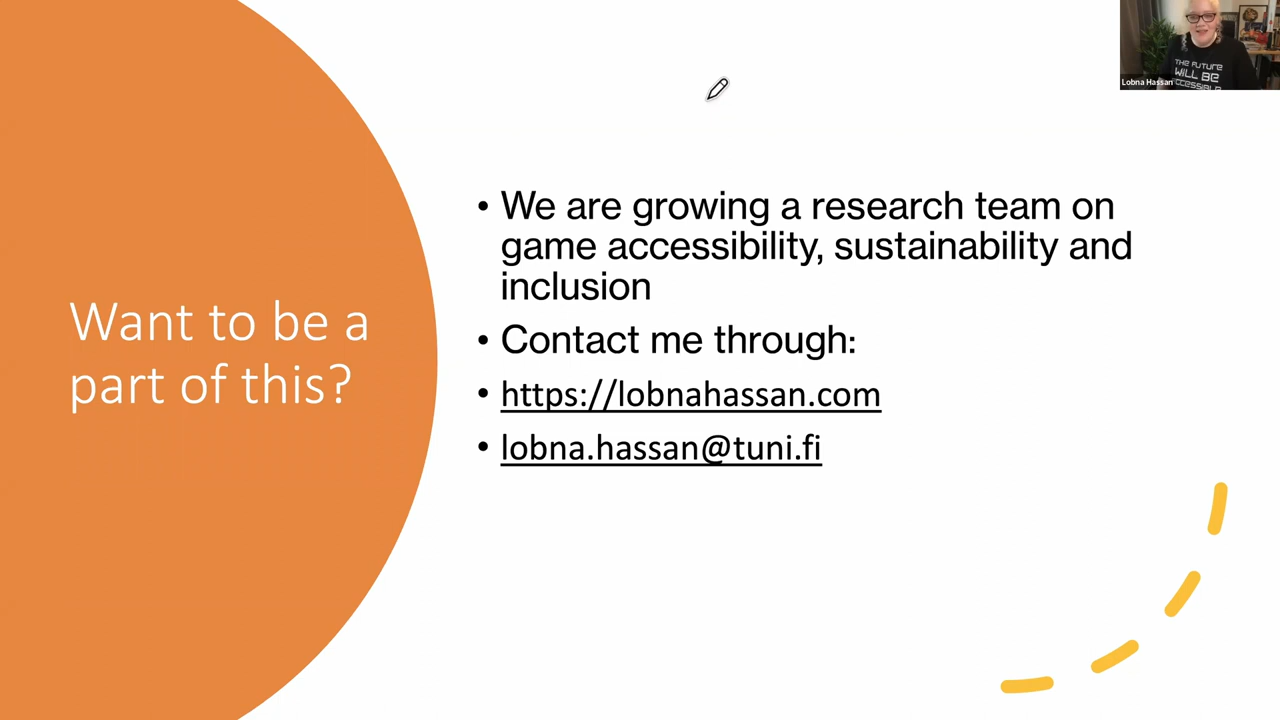 Want to be a
part of this?
• We are growing a research team on
game accessibility, sustainability and
inclusion
• Contact me through:
• https://lobnahassan.com
• lobna.hassan@tuni.fi
THE FUTURE
WILL BE
Lobna Hassan